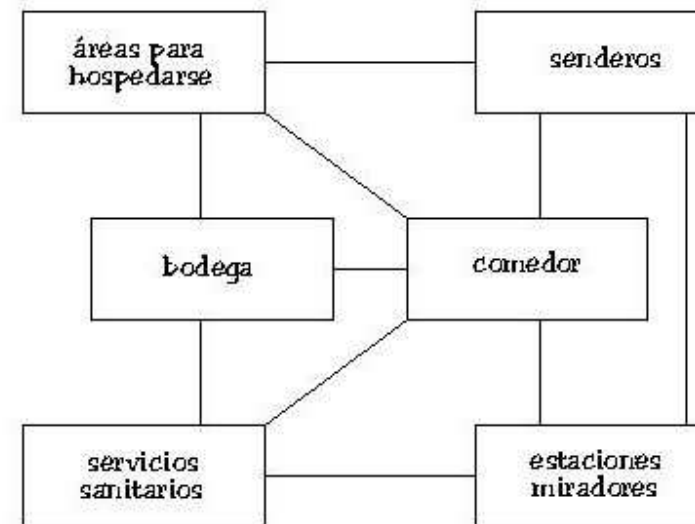 áreas para
hospedarse
senderos
bodega
comedor
servicios
sanitarios
estaciones
miradores